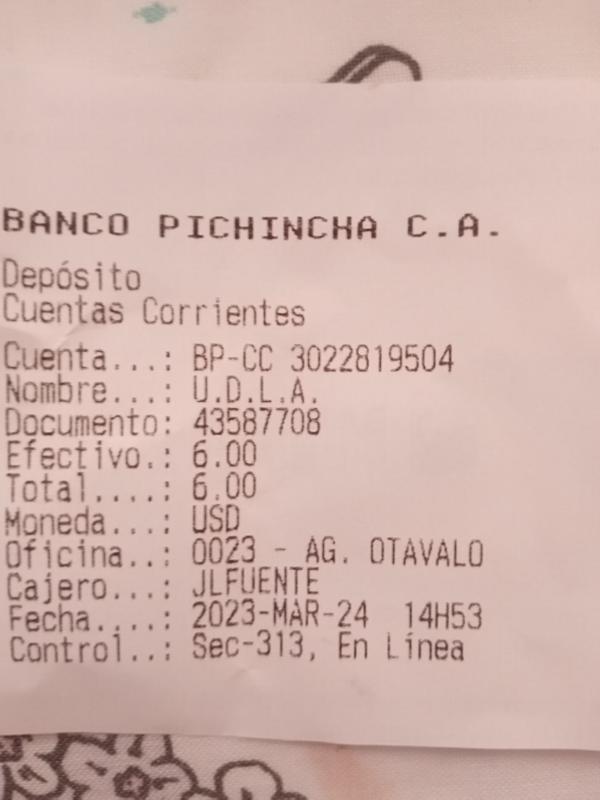 BANCO PICHINCHA C.A.
Depósito
Cuentas Corrientes
Cuenta...: BP-CC 3022819504
Nombre...: U.D.L.A.
Documento: 43587708
Efectivo.: 6.00
Total....: 6.00
Moneda...: USD
Oficina..: 0023 - AG. OTAVALO
Cajero...: JLFUENTE
Fecha....: 2023-MAR-24 14H53
Control..: Sec-313, En Línea